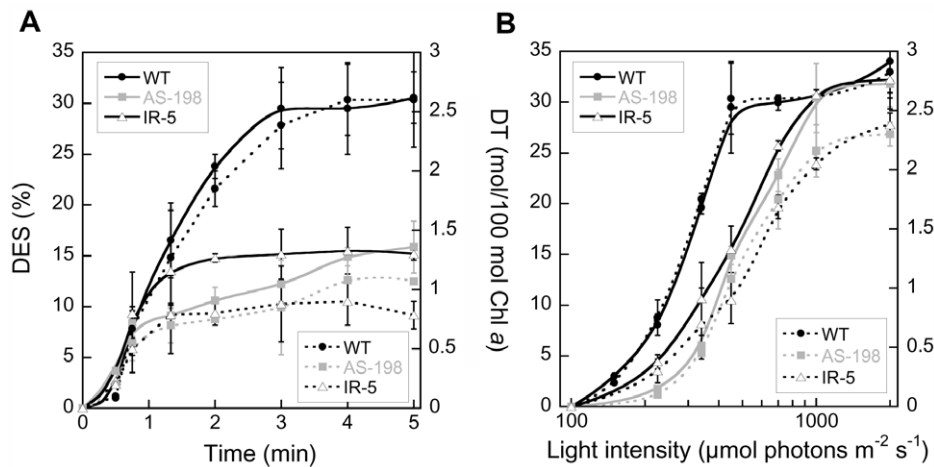 A
35
30
25
20
15
10
5
0
DES (%)
WT
AS-198
IR-5
WT
AS-198
IR-5
3
2.5
2
1.5
1
0.5
0
DT (mol/100 mol Chl a)
0 1 2 3 4 5
Time (min)
B
35
30
25
20
15
10
5
0
WT
AS-198
IR-5
WT
AS-198
IR-5
3
2.5
2
1.5
1
0.5
0
100 1000
Light intensity (µmol photons m⁻² s⁻¹)